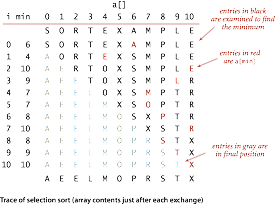 a[]
i min 0 1 2 3 4 5 6 7 8 9 10
S O R T E X A M P L E
entries in black
are examined to find
the minimum
0 6 S O R T E X A M P L E
1 4 A O R T E X S M P L E
2 10 A E R T O X S M P L E
entries in red
are a[min]
3 9 A E E T O X S M P L R
4 7 A E E L O X S M P T R
5 7 A E E L M X S O P T R
6 8 A E E L M O S X P T R
7 10 A E E L M O P X S T R
8 8 A E E L M O P R S T X
9 9 A E E L M O P R S T X
10 10 A E E L M O P R S T X
entries in gray are
in final position
A E E L M O P R S T X
Trace of selection sort (array contents just after each exchange)